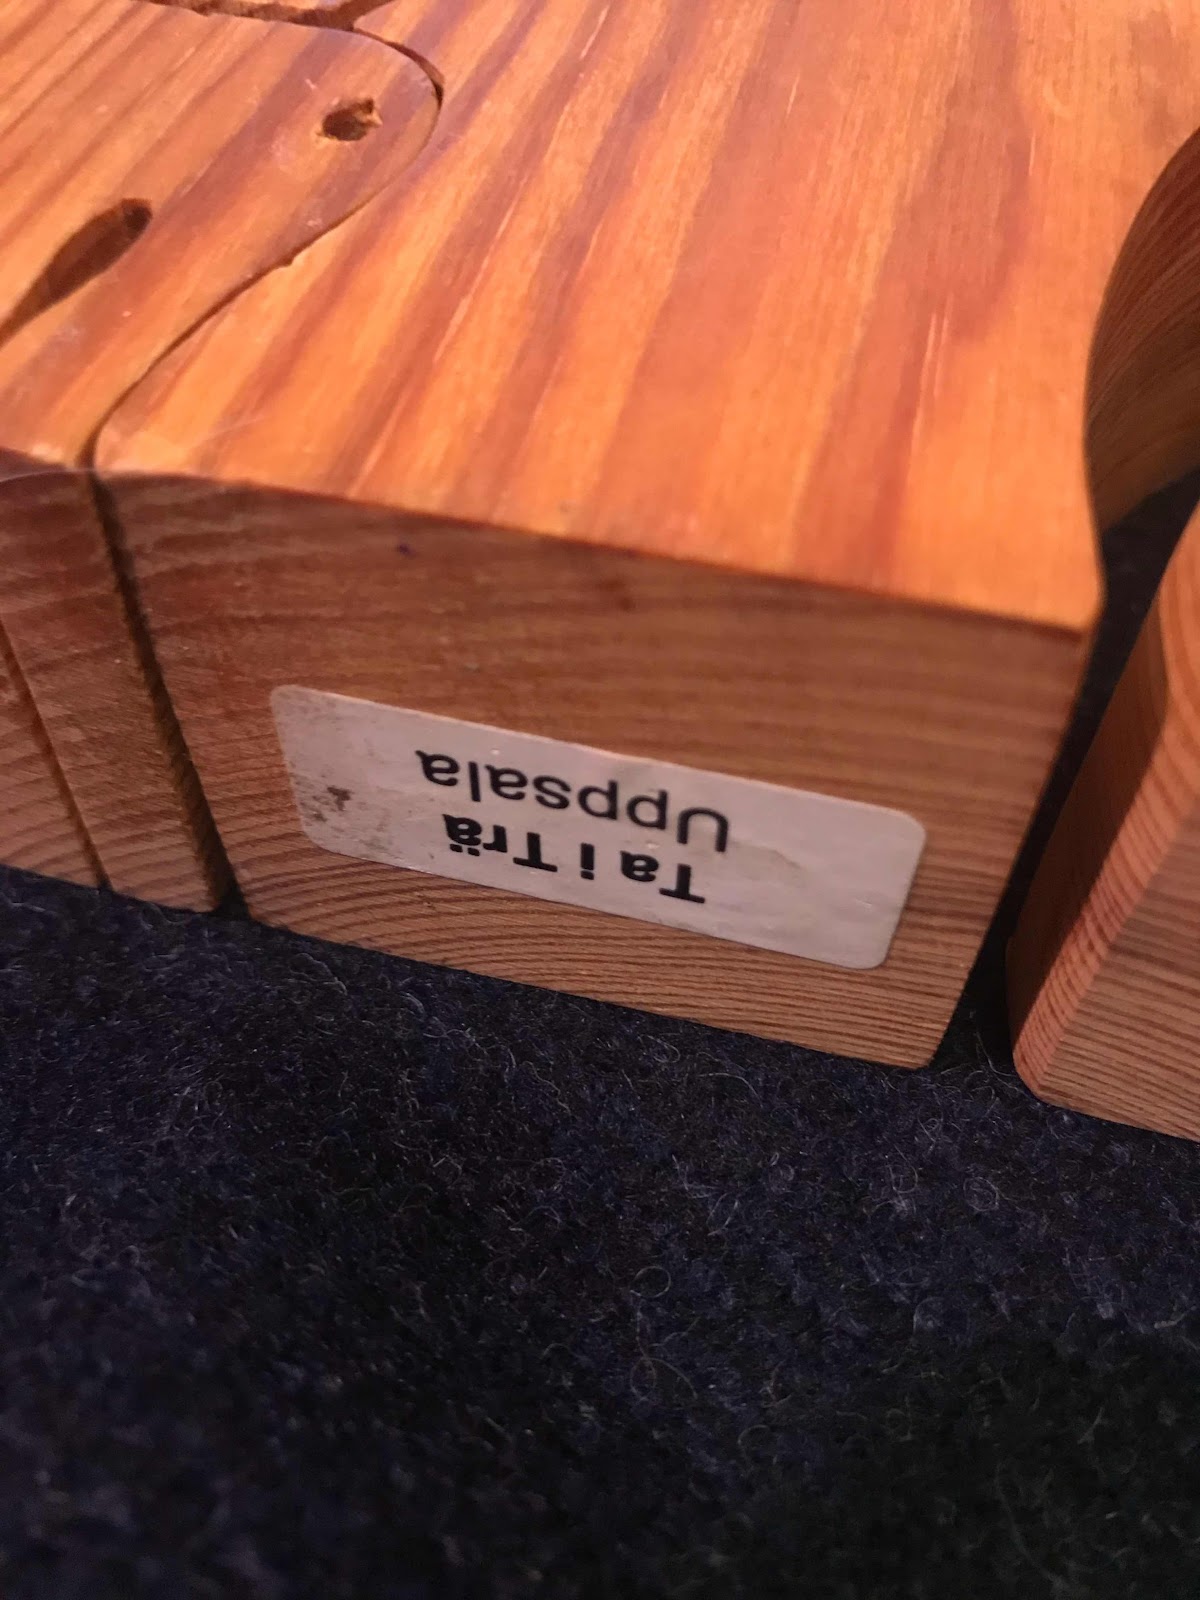 Ta i Trä
Uppsala